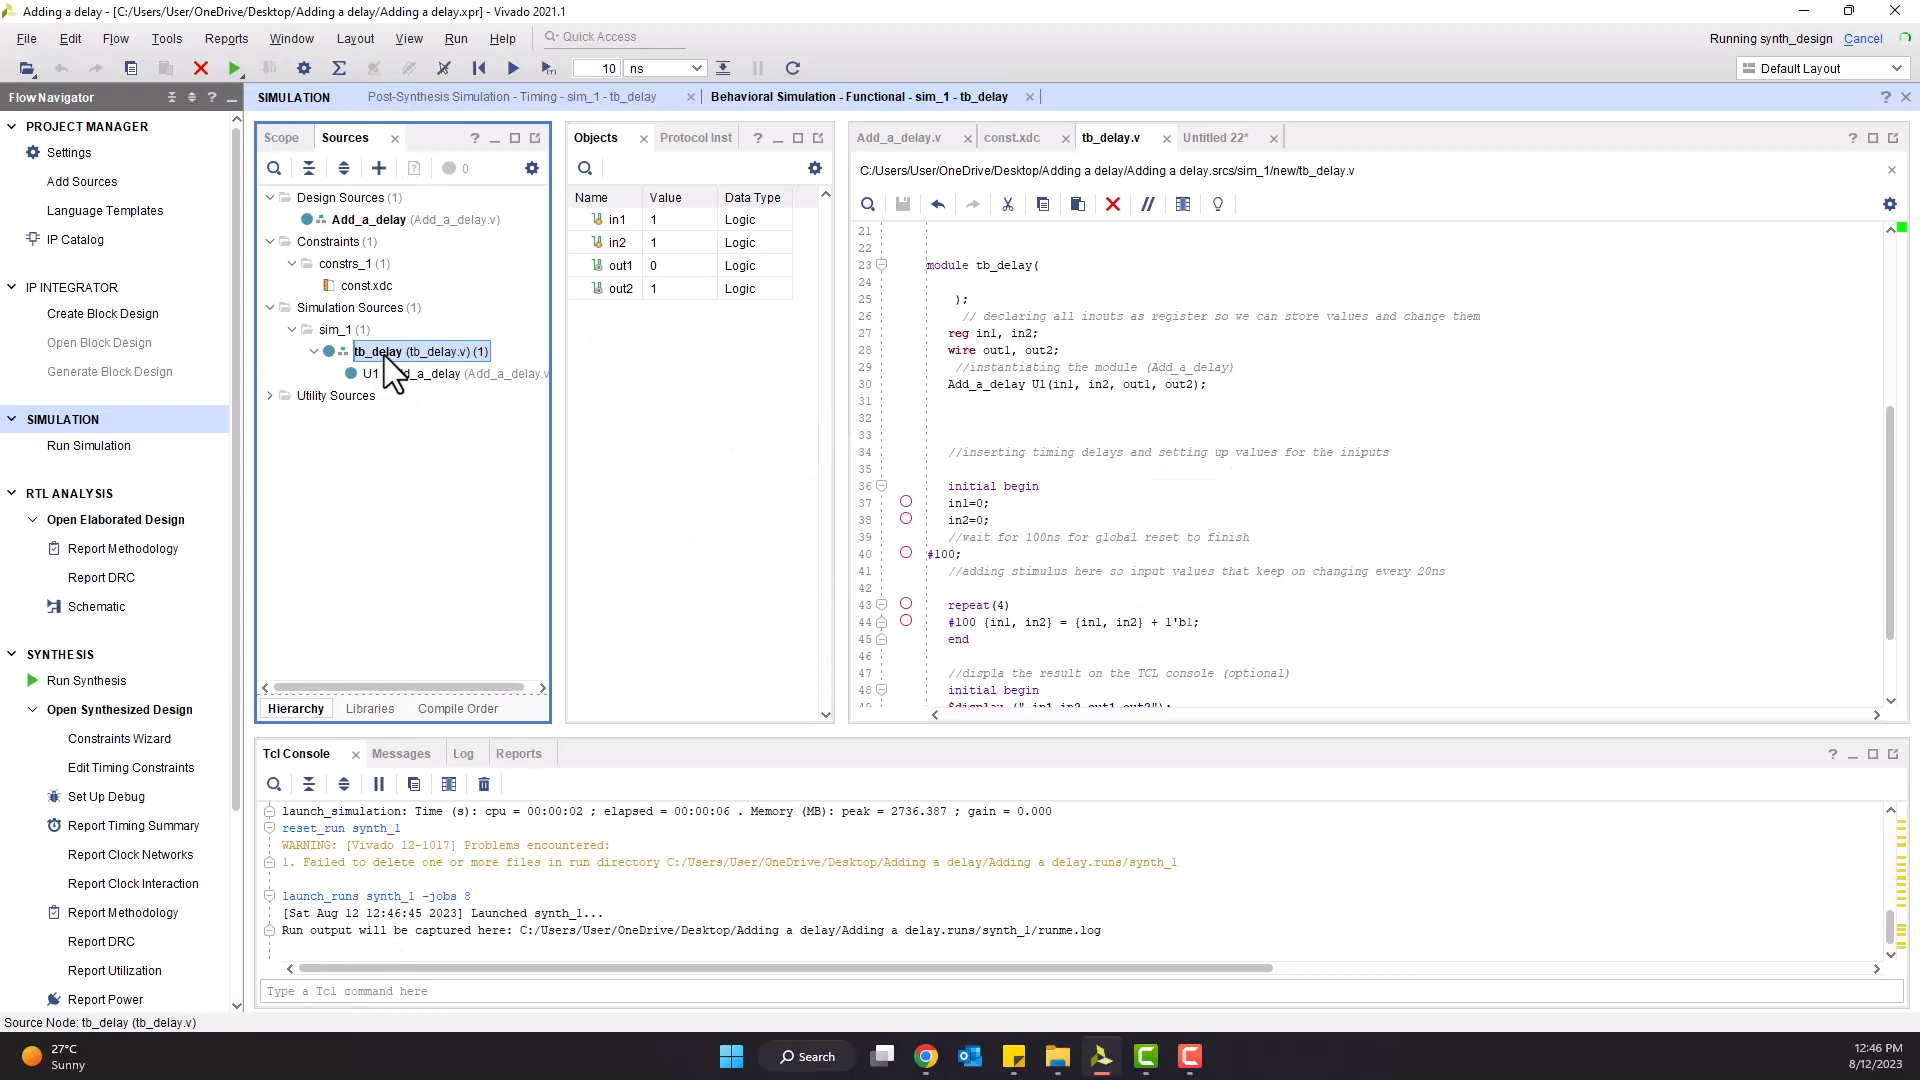 Adding a delay - [C:/Users/User/OneDrive/Desktop/Adding a delay/Adding a delay.xpr] - Vivado 2021.1
File Edit Flow Tools Reports Window Layout View Run Help Quick Access
Running synth_design Cancel
10 ns
Default Layout
Flow Navigator
PROJECT MANAGER
Settings
Add Sources
Language Templates
IP Catalog
IP INTEGRATOR
Create Block Design
Open Block Design
Generate Block Design
SIMULATION
Run Simulation
RTL ANALYSIS
Open Elaborated Design
Report Methodology
Report DRC
Schematic
SYNTHESIS
Run Synthesis
Open Synthesized Design
Constraints Wizard
Edit Timing Constraints
Set Up Debug
Report Timing Summary
Report Clock Networks
Report Clock Interaction
Report Methodology
Report DRC
Report Utilization
Report Power
SIMULATION
Post-Synthesis Simulation - Timing - sim_1 - tb_delay
Behavioral Simulation - Functional - sim_1 - tb_delay
Scope Sources
0
Design Sources (1)
Add_a_delay (Add_a_delay.v)
Constraints (1)
constrs_1 (1)
const.xdc
Simulation Sources (1)
sim_1 (1)
tb_delay (tb_delay.v) (1)
U1 d_a_delay (Add_a_delay.v
Utility Sources
Hierarchy Libraries Compile Order
Objects Protocol Inst
Name Value Data Type
in1 1 Logic
in2 1 Logic
out1 0 Logic
out2 1 Logic
Add_a_delay.v const.xdc tb_delay.v Untitled 22*
C:/Users/User/OneDrive/Desktop/Adding a delay/Adding a delay.srcs/sim_1/new/tb_delay.v
21
22
23 module tb_delay(
24
25 );
26 // declaring all inouts as register so we can store values and change them
27 reg in1, in2;
28 wire out1, out2;
29 //instantiating the module (Add_a_delay)
30 Add_a_delay U1(in1, in2, out1, out2);
31
32
33
34 //inserting timing delays and setting up values for the iniputs
35
36 initial begin
37 in1=0;
38 in2=0;
39 //wait for 100ns for global reset to finish
40 #100;
41 //adding stimulus here so input values that keep on changing every 20ns
42
43 repeat(4)
44 #100 {in1, in2} = {in1, in2} + 1'b1;
45 end
46
47 //displa the result on the TCL console (optional)
48 initial begin
49 $display (" in1 in2 out1 out2");
Tcl Console Messages Log Reports
launch_simulation: Time (s): cpu = 00:00:02 ; elapsed = 00:00:06 . Memory (MB): peak = 2736.387 ; gain = 0.000
reset_run synth_1
WARNING: [Vivado 12-1017] Problems encountered:
1. Failed to delete one or more files in run directory C:/Users/User/OneDrive/Desktop/Adding a delay/Adding a delay.runs/synth_1
launch_runs synth_1 -jobs 8
[Sat Aug 12 12:46:45 2023] Launched synth_1...
Run output will be captured here: C:/Users/User/OneDrive/Desktop/Adding a delay/Adding a delay.runs/synth_1/runme.log
Type a Tcl command here
Source Node: tb_delay (tb_delay.v)
27°C
Sunny
Search
12:46 PM
8/12/2023